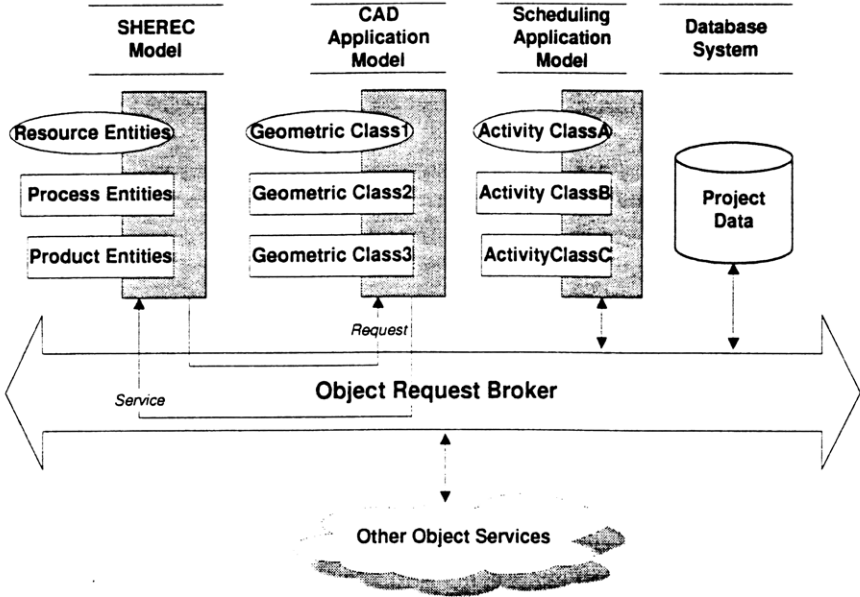 SHEREC
Model
CAD
Application
Model
Scheduling
Application
Model
Database
System
Resource Entities
Geometric Class1
Activity ClassA
Process Entities
Geometric Class2
Activity ClassB
Project
Data
Product Entities
Geometric Class3
ActivityClassC
Request
Object Request Broker
Service
Other Object Services